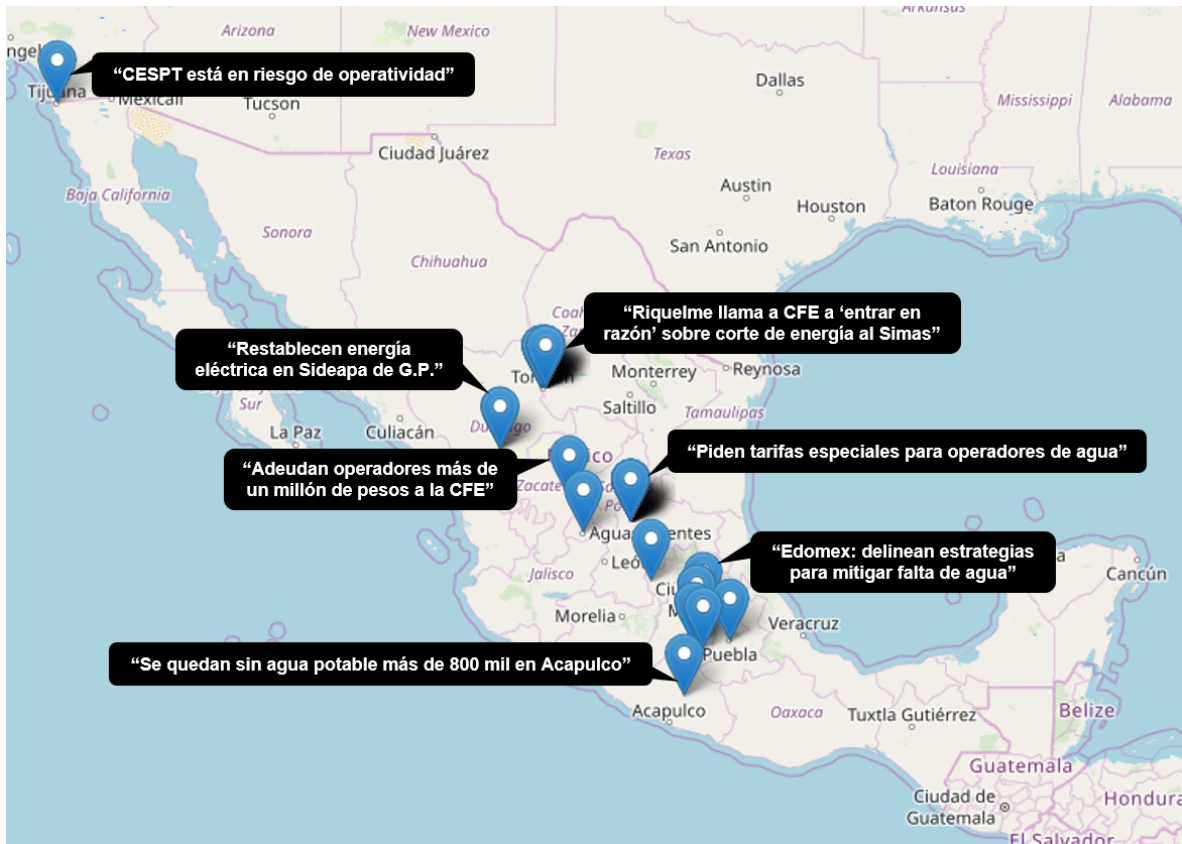 Arkansas
Arizona
New Mexico
“CESPT está en riesgo de operatividad”
Tijuana
Mexicali
Tucson
Dallas
Mississippi
Alabama
Ciudad Juárez
Texas
Louisiana
Austin
Baja California
Houston
Baton Rouge
Sonora
San Antonio
Chihuahua
“Riquelme llama a CFE a ‘entrar en
razón’ sobre corte de energía al Simas”
“Restablecen energía
eléctrica en Sideapa de G.P.”
Monterrey
Reynosa
Sur
Saltillo
Tamaulipas
La Paz
Culiacán
“Piden tarifas especiales para operadores de agua”
“Adeudan operadores más de
un millón de pesos a la CFE”
“Edomex: delinean estrategias
para mitigar falta de agua”
Jalisco
Cancún
Morelia
Veracruz
Puebla
“Se quedan sin agua potable más de 800 mil en Acapulco”
Acapulco
Oaxaca
Tuxtla Gutiérrez
Belize
Guatemala
Ciudad de
Guatemala
El Salvador